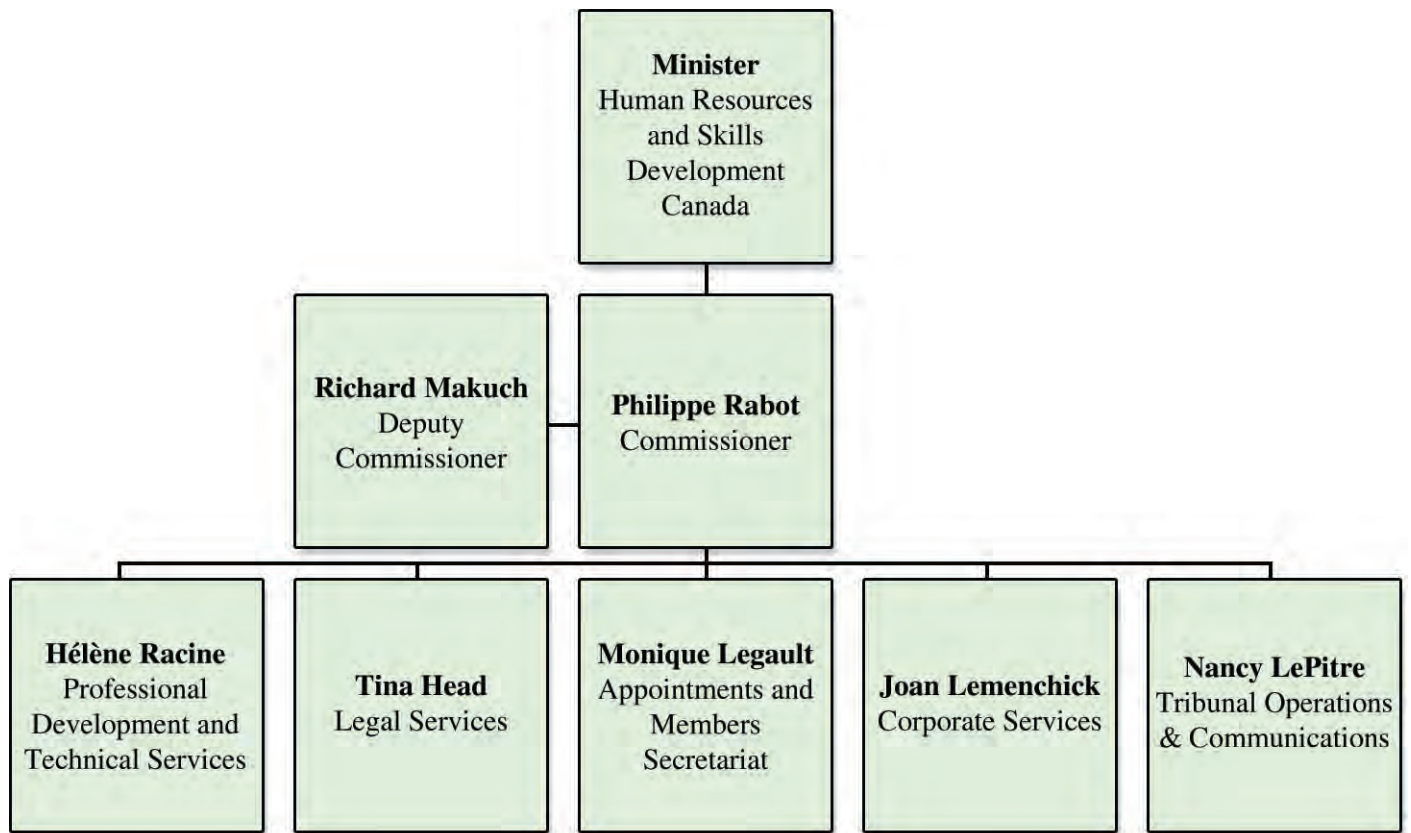 Minister
Human Resources
and Skills
Development
Canada
Richard Makuch
Deputy
Commissioner
Philippe Rabot
Commissioner
Hélène Racine
Professional
Development and
Technical Services
Tina Head
Legal Services
Monique Legault
Appointments and
Members
Secretariat
Joan Lemenchick
Corporate Services
Nancy LePitre
Tribunal Operations
& Communications